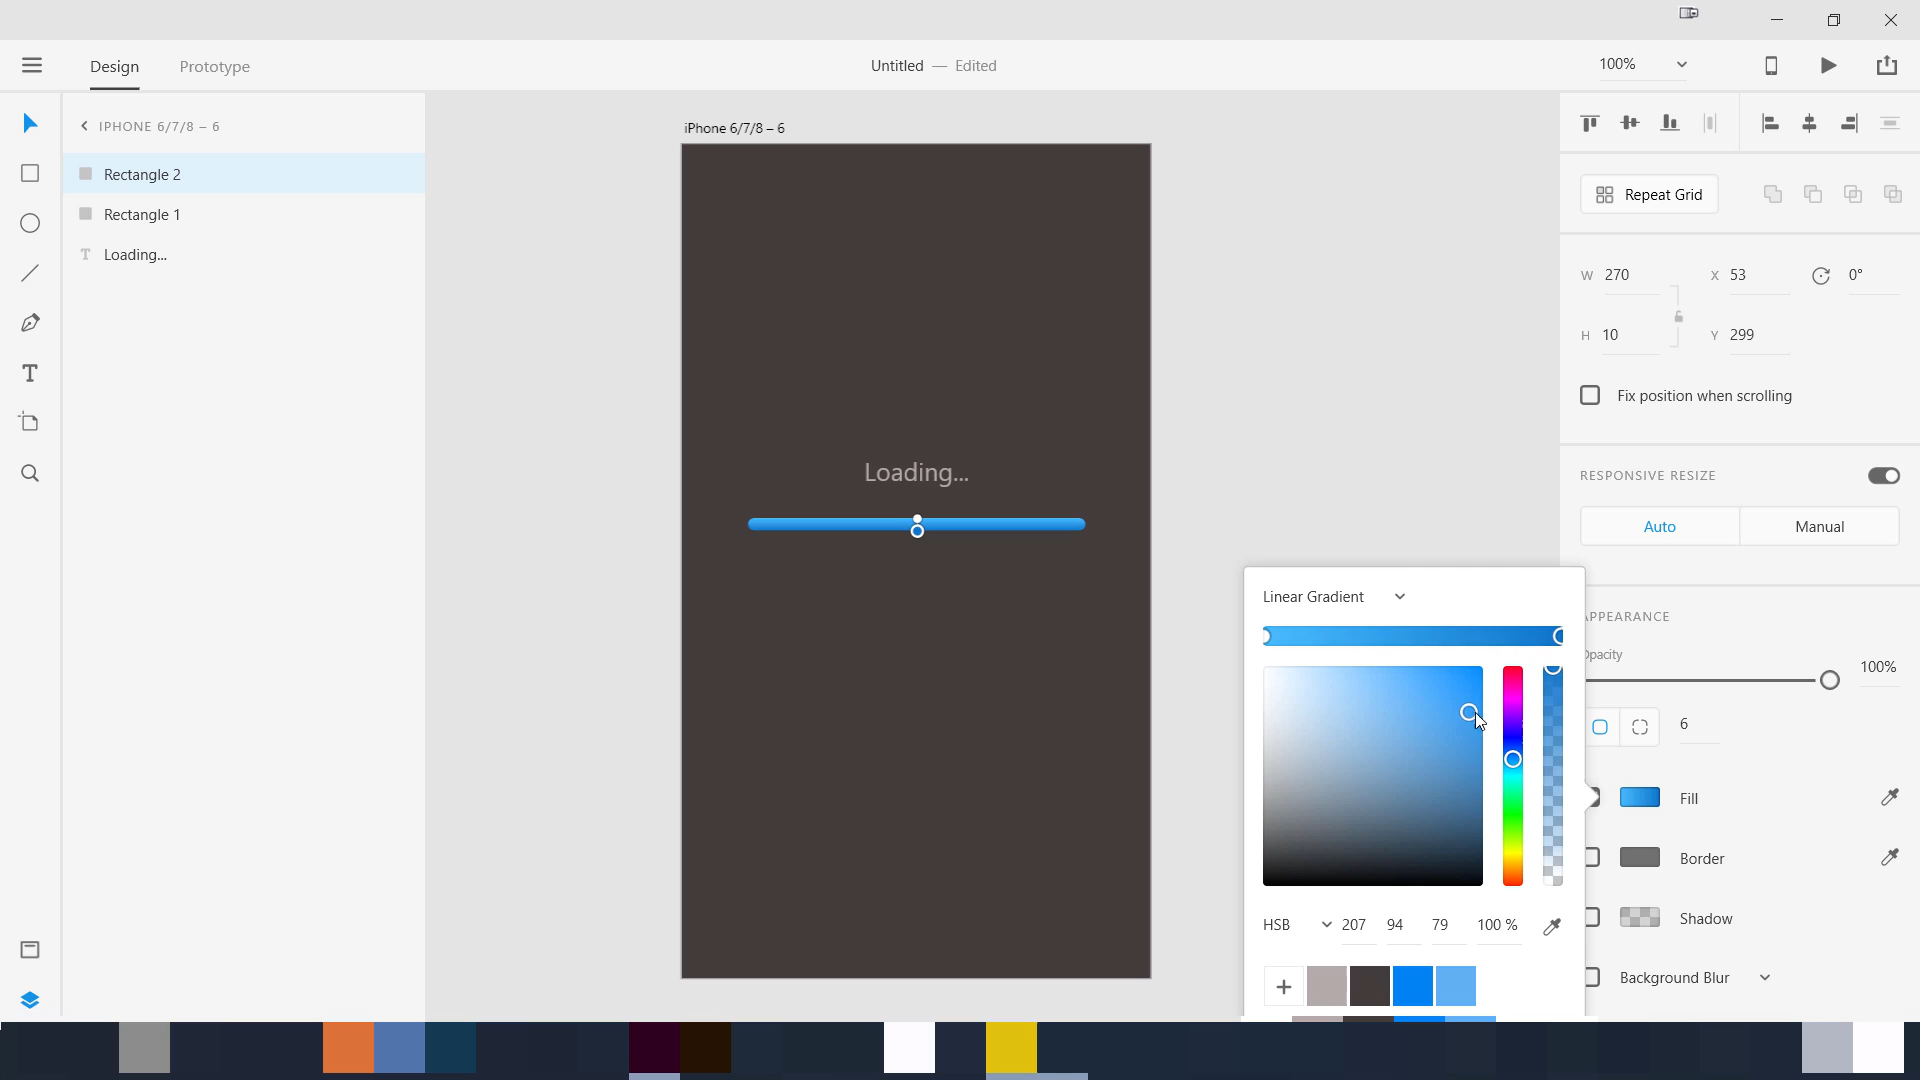 Design
Prototype
Untitled — Edited
100%
IPHONE 6/7/8 – 6
Rectangle 2
Rectangle 1
T Loading...
iPhone 6/7/8 – 6
Loading...
Repeat Grid
W 270
X 53
0°
H 10
Y 299
Fix position when scrolling
RESPONSIVE RESIZE
Auto
Manual
Linear Gradient
PPEARANCE
pacity
100%
6
Fill
Border
Shadow
Background Blur
HSB
207
94
79
100 %
+